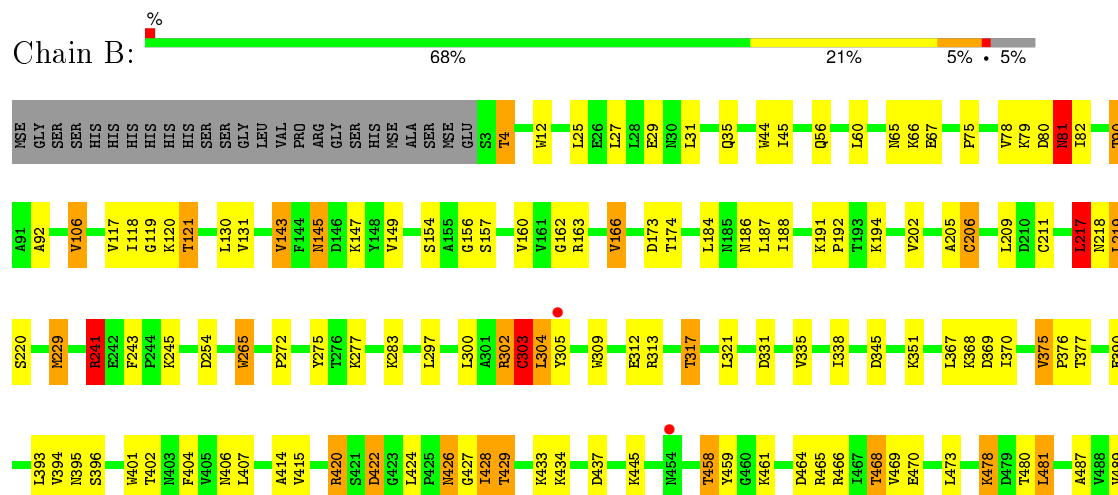 %
Chain B:
68% 21% 5% • 5%
MSE GLY SER SER HIS HIS HIS HIS HIS HIS SER SER GLY LEU VAL PRO ARG GLY SER HIS MSE ALA SER MSE GLU S3 T4 W12 L25 E26 L27 L28 E29 N30 L31 Q35 W44 I45 Q56 L60 N65 K66 E67 P75 V78 K79 D80 N81 I82
A91 A92 V106 V117 I118 G119 K120 T121 L130 V131 V143 F144 N145 D146 K147 Y148 V149 S154 A155 G156 S157 V160 V161 G162 R163 V166 D173 T174 L184 N185 N186 L187 I188 K191 P192 T193 K194 V202 A205 C206 L209 D210 C211 L217 N218
S220 M229 R241 E242 F243 P244 K245 D254 W265 P272 Y275 T276 K277 K283 L297 L300 A301 R302 C303 L304 Y305 W309 E312 R313 T317 L321 D331 V335 I338 D345 K351 L367 K368 D369 I370 V375 P376 T377
L393 V394 N395 S396 W401 T402 N403 F404 V405 N406 L407 A414 V415 R420 S421 D422 G423 L424 P425 N426 G427 I428 T429 K433 K434 D437 K445 N454 T458 Y459 G460 K461 D464 R465 R466 I467 T468 V469 E470 L473 K478 D479 T480 L481 A487 V488